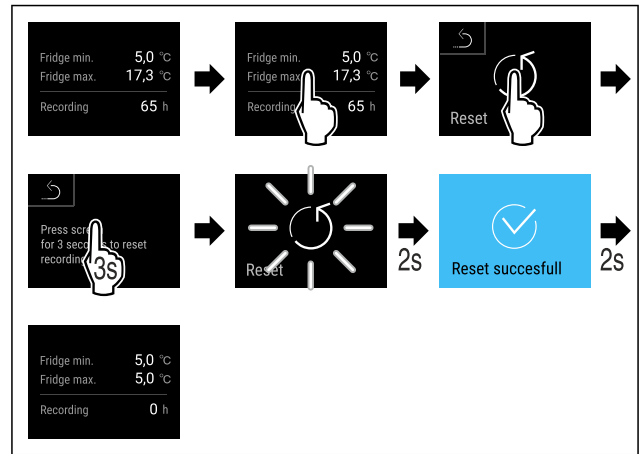 Fridge min. 5,0 °C
Fridge max. 17,3 °C
Recording 65 h
Fridge min. 5,0 °C
Fridge max 17,3 °C
Recording 65 h
Reset
Press scre
for 3 seconds to reset
recording
3s
Reset
2s
Reset succesfull
2s
Fridge min. 5,0 °C
Fridge max. 5,0 °C
Recording 0 h